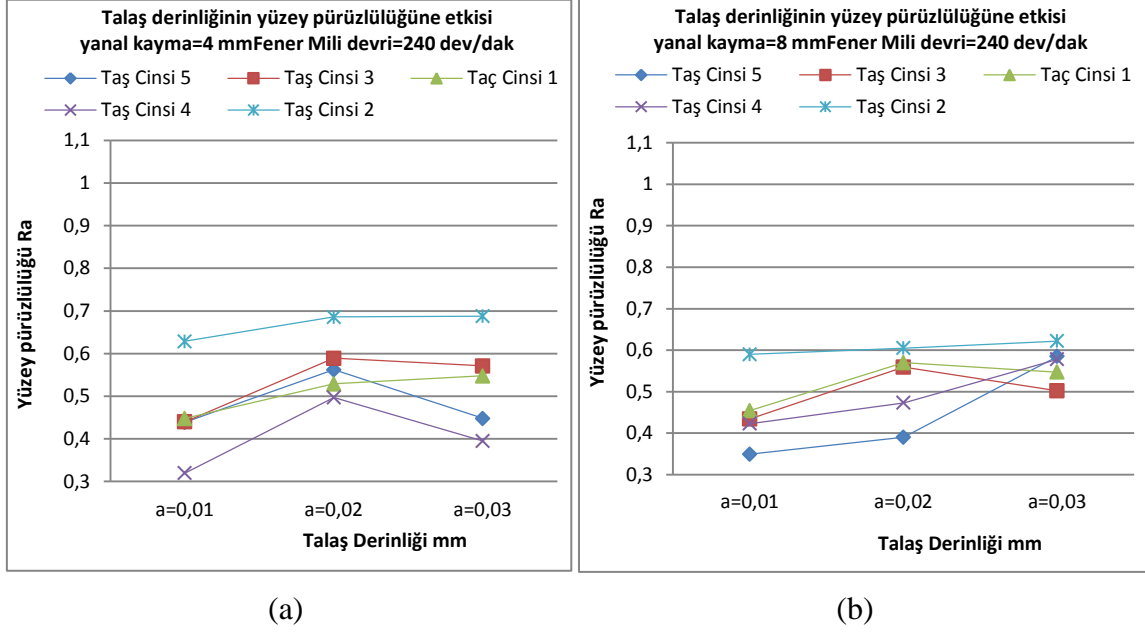 Talaş derinliğinin yüzey pürüzlülüğüne etkisi
yanal kayma=4 mmFener Mili devri=240 dev/dak
Taş Cinsi 5
Taş Cinsi 3
Taç Cinsi 1
Taş Cinsi 4
Taş Cinsi 2
1,1
1
0,9
0,8
0,7
0,6
0,5
0,4
0,3
Yüzey pürüzlülüğü Ra
a=0,01
a=0,02
a=0,03
Talaş Derinliği mm
(a)
Talaş derinliğinin yüzey pürüzlülüğüne etkisi
yanal kayma=8 mmFener Mili devri=240 dev/dak
Taş Cinsi 5
Taş Cinsi 3
Taş Cinsi 1
Taş Cinsi 4
Taş Cinsi 2
1,1
1
0,9
0,8
0,7
0,6
0,5
0,4
0,3
Yüzey pürüzlülüğü Ra
a=0,01
a=0,02
a=0,03
Talaş Derinliği mm
(b)